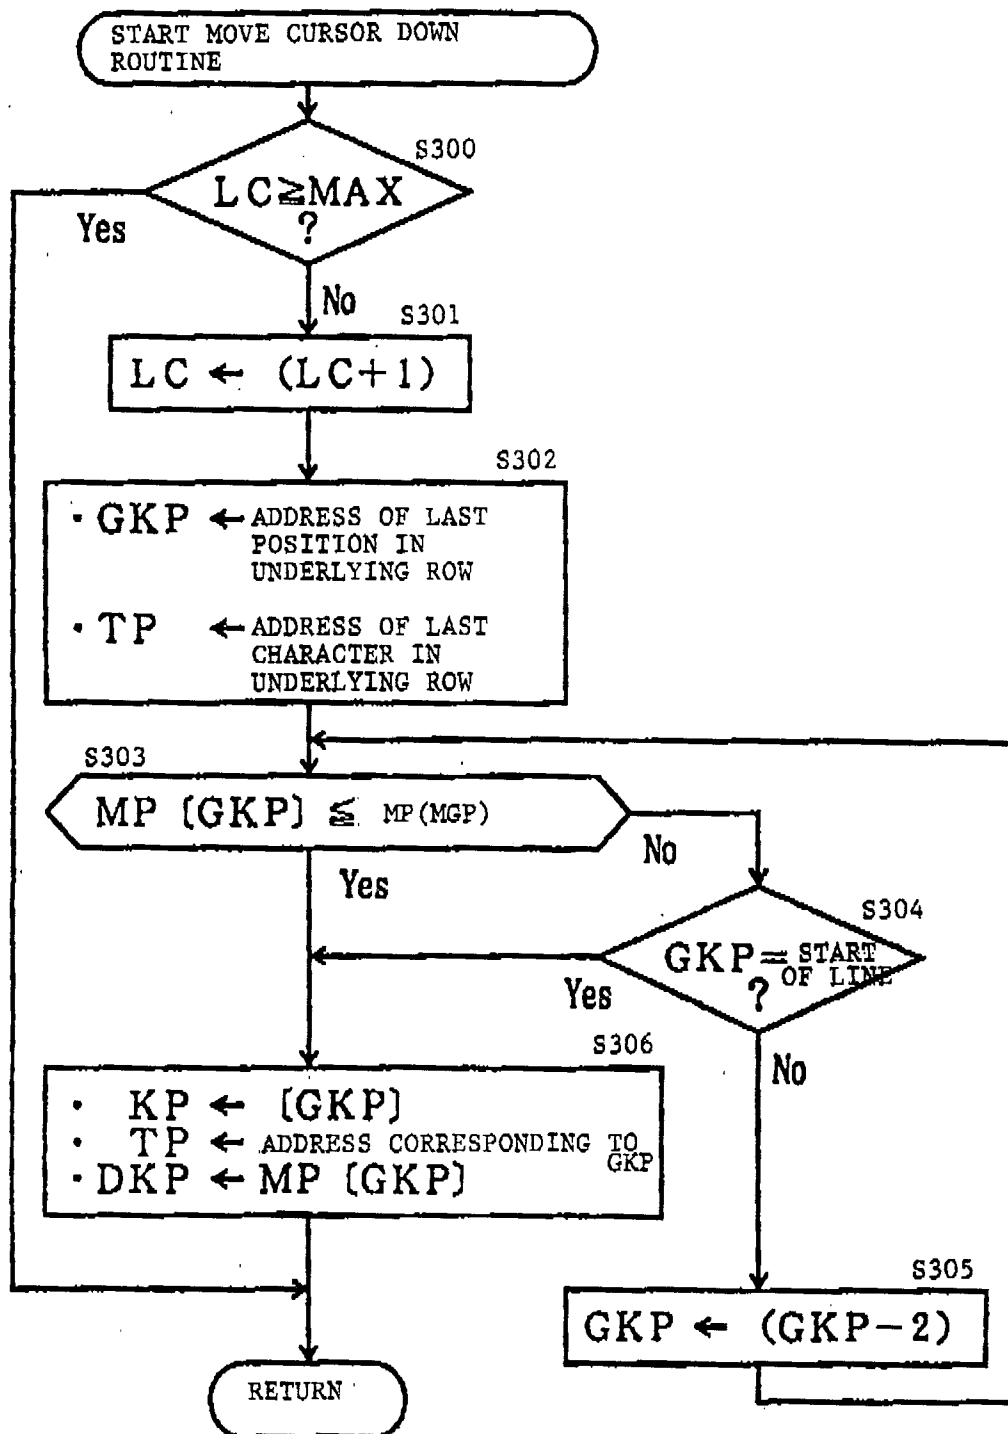 START MOVE CURSOR DOWN
ROUTINE
S300
LC≧MAX
?
Yes
No
S301
LC ← (LC+1)
S302
・GKP ← ADDRESS OF LAST
POSITION IN
UNDERLYING ROW
・TP ← ADDRESS OF LAST
CHARACTER IN
UNDERLYING ROW
S303
MP [GKP] ≦ MP(MGP)
No
Yes
S304
GKP = START
OF LINE
?
Yes
No
S306
・ KP ← [GKP]
・ TP ← ADDRESS CORRESPONDING TO
GKP
・DKP ← MP [GKP]
S305
GKP ← (GKP-2)
RETURN